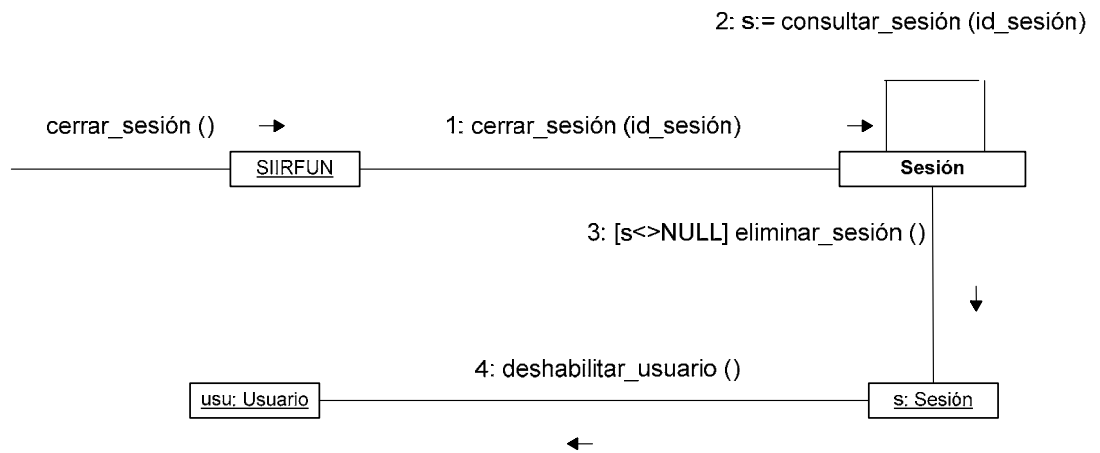 2: s:= consultar_sesión (id_sesión)
cerrar_sesión ()
1: cerrar_sesión (id_sesión)
SIIRFUN
Sesión
3: [s<>NULL] eliminar_sesión ()
4: deshabilitar_usuario ()
usu: Usuario
s: Sesión